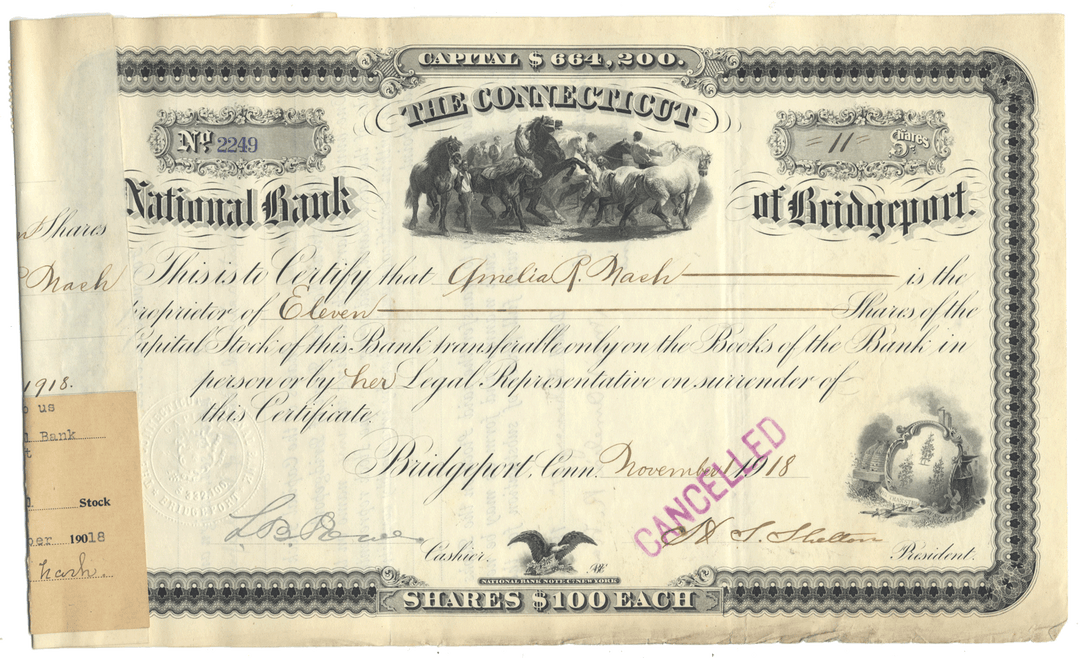 CAPITAL $664,200.
THE CONNECTICUT
No. 2249
11 Shares
National Bank
of Bridgeport.
Shares
Nash
This is to Certify that Amelia R. Nash is the
Proprietor of Eleven Shares of the
Capital Stock of this Bank transferable only on the Books of the Bank in
person or by her Legal Representative on surrender of
this Certificate.
1918.
us
Bank
Stock
1918
Nash.
Bridgeport, Conn. November 1, 1918
CANCELLED
Cashier.
H. S. Shelton
President.
NATIONAL BANK NOTE CO. NEW YORK
SHARES $100 EACH